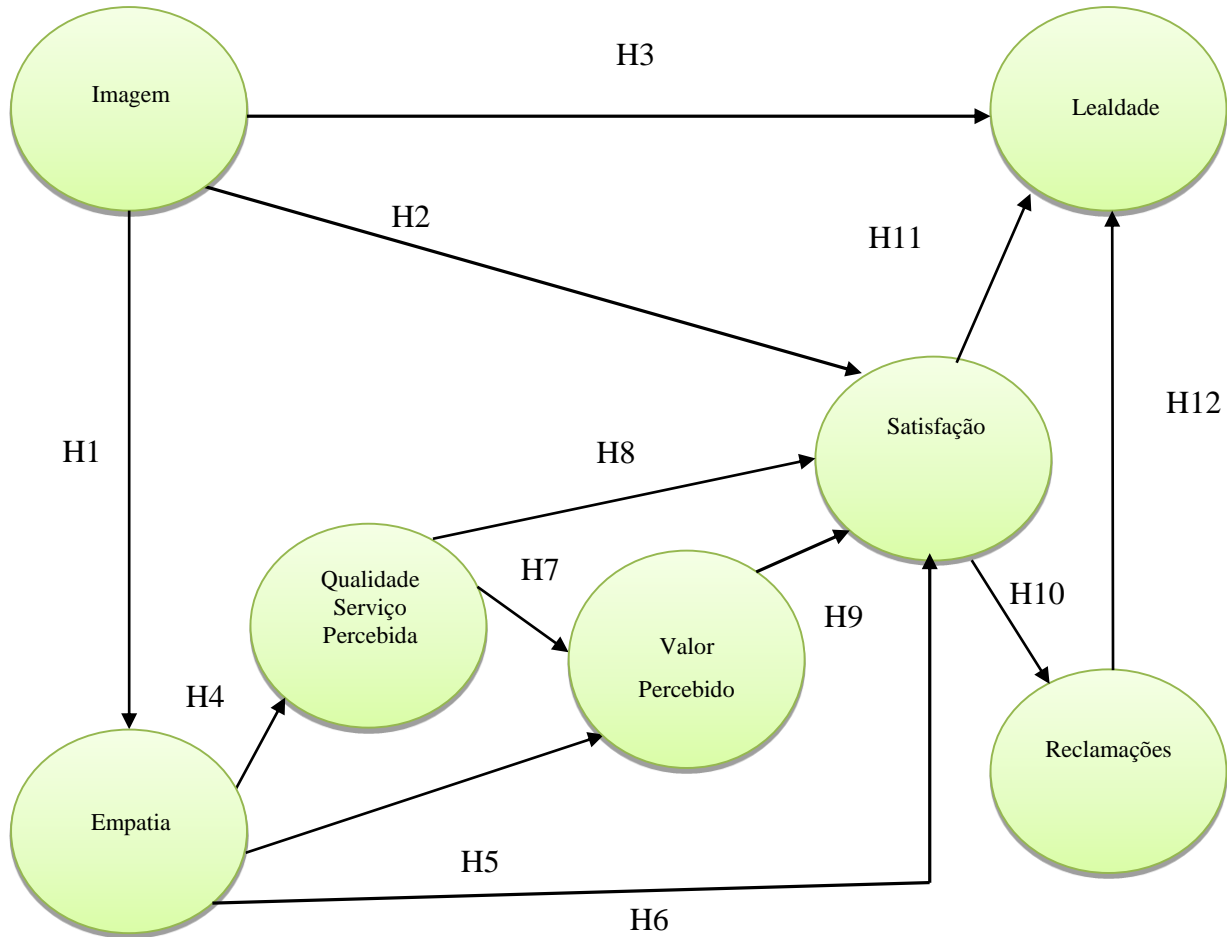 H3
Imagem
Lealdade
H2
H11
H12
Satisfação
H1
H8
Qualidade
Serviço
Percebida
H7
H10
H9
Valor
Percebido
H4
Reclamações
Empatia
H5
H6